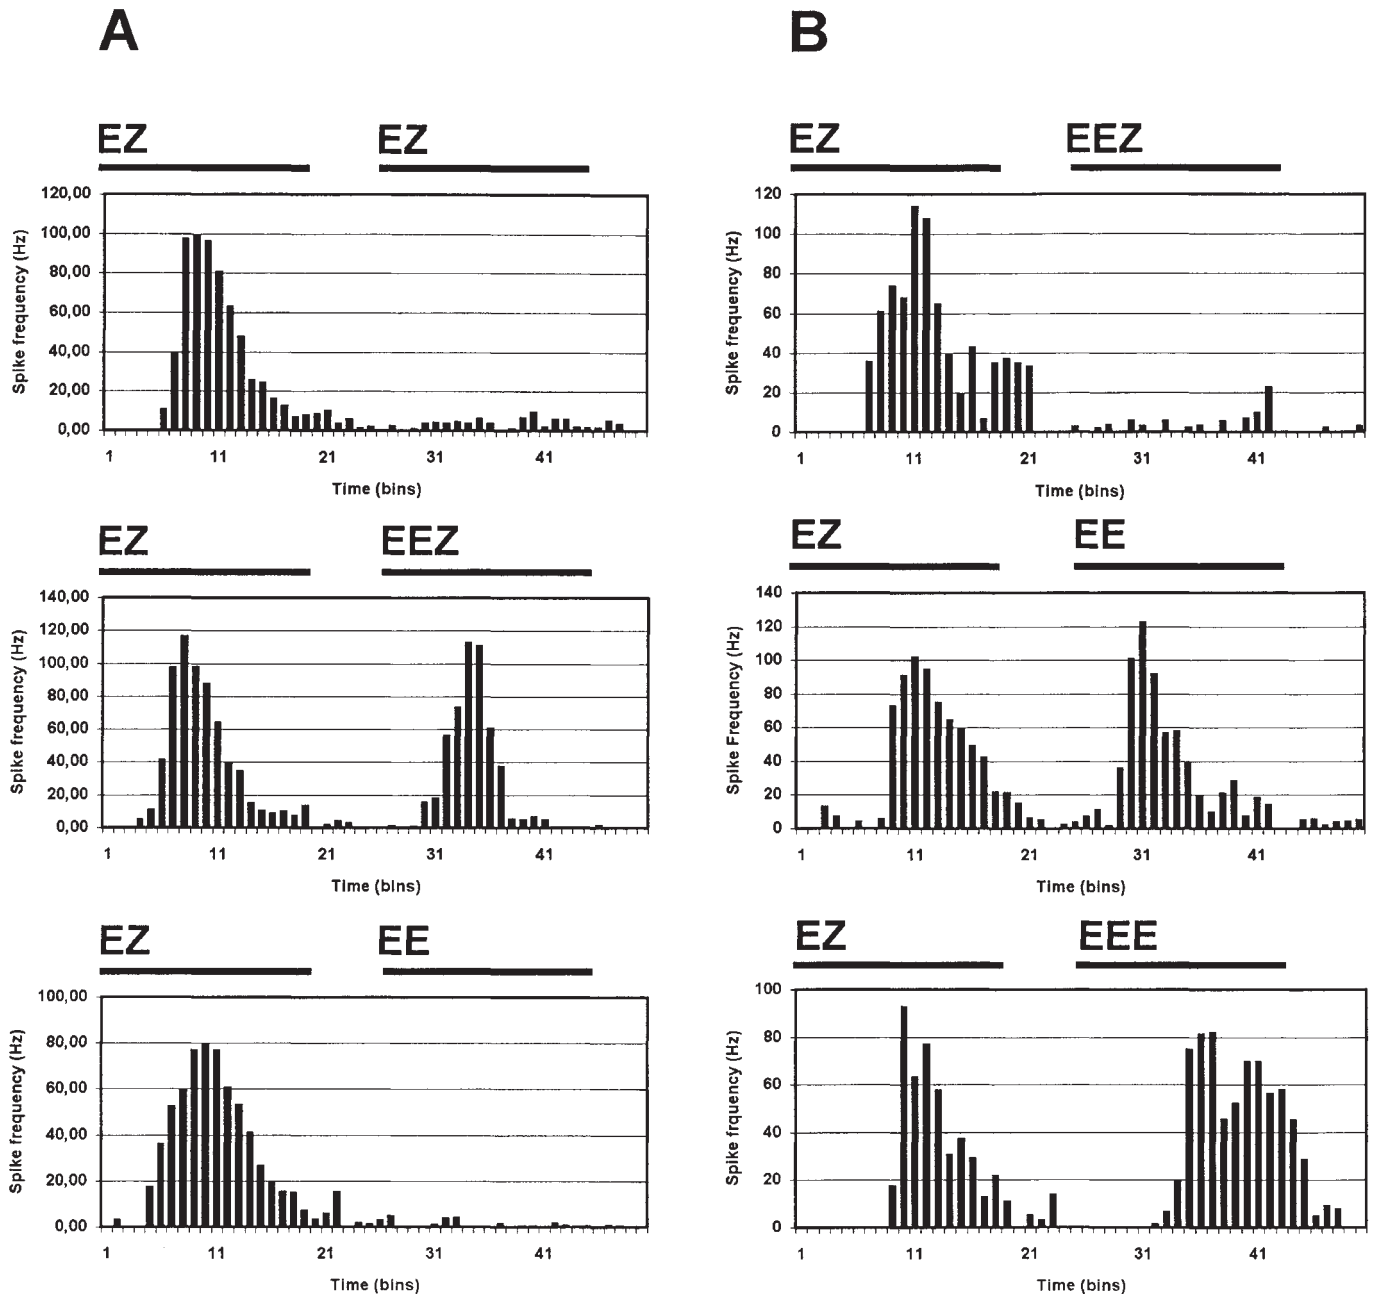 A
EZ EZ
120,00
100,00
80,00
60,00
40,00
20,00
0,00
Spike frequency (Hz)
1 11 21 31 41
Time (bins)
EZ EEZ
140,00
120,00
100,00
80,00
60,00
40,00
20,00
0,00
Spike frequency (Hz)
1 11 21 31 41
Time (bins)
EZ EE
100,00
80,00
60,00
40,00
20,00
0,00
Spike frequency (Hz)
1 11 21 31 41
Time (bins)
B
EZ EEZ
120
100
80
60
40
20
0
Spike frequency (Hz)
1 11 21 31 41
Time (bins)
EZ EE
140
120
100
80
60
40
20
0
Spike Frequency (Hz)
1 11 21 31 41
Time (bins)
EZ EEE
100
80
60
40
20
0
Spike frquency (Hz)
1 11 21 31 41
Time (bins)